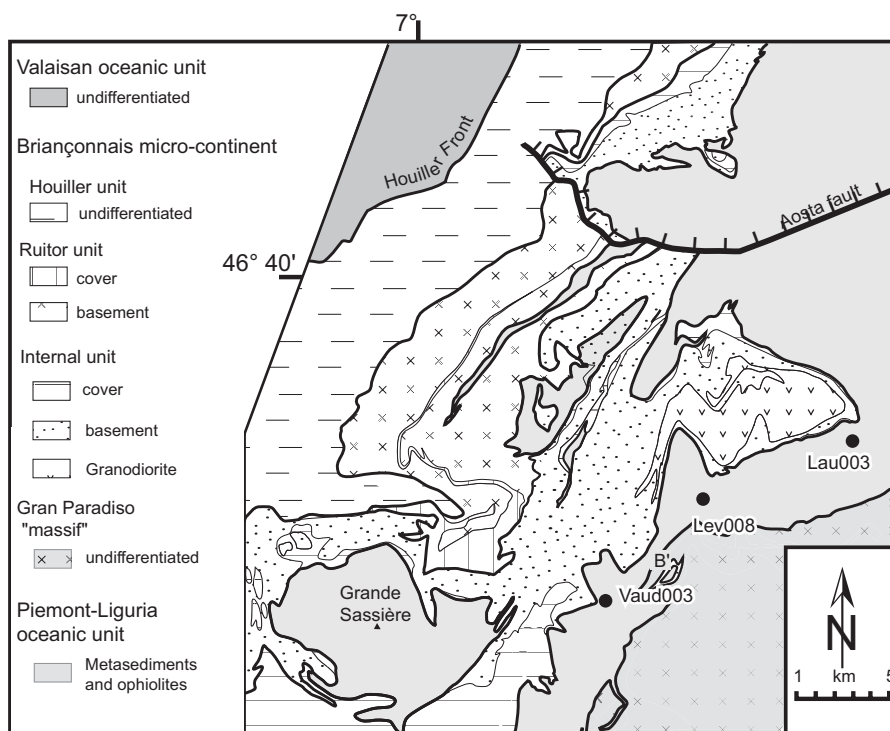 7°
Valaisan oceanic unit
undifferentiated
Briançonnais micro-continent
Houiller unit
undifferentiated
Ruitor unit
cover
basement
Internal unit
cover
basement
Granodiorite
Gran Paradiso
"massif"
undifferentiated
Piemont-Liguria
oceanic unit
Metasediments
and ophiolites
Houiller Front
Aosta fault
46° 40'
Lau003
Lev008
B'
Vaud003
Grande
Sassière
N
1 km 5